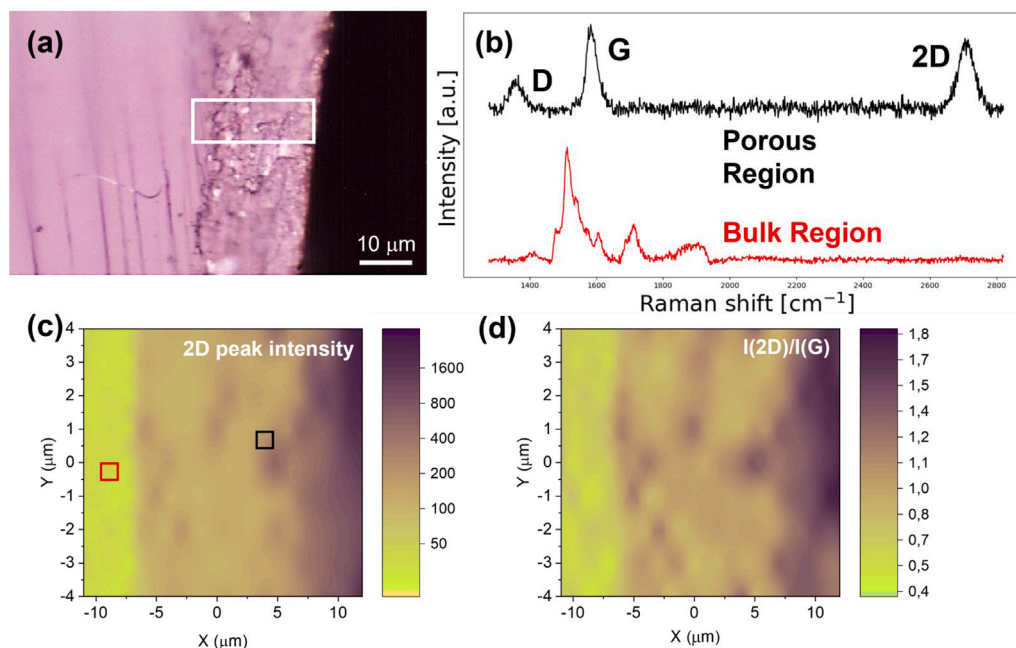 (a)
10 μm
(b)
Intensity [a.u.]
D
G
2D
Porous
Region
Bulk Region
1400
1600
1800
2000
2200
2400
2600
2800
Raman shift [cm⁻¹]
(c)
2D peak intensity
4
3
2
1
0
-1
-2
-3
-4
Y (μm)
-10
-5
0
5
10
X (μm)
1600
800
400
200
100
50
(d)
I(2D)/I(G)
4
3
2
1
0
-1
-2
-3
-4
Y (μm)
-10
-5
0
5
10
X (μm)
1,8
1,6
1,5
1,3
1,2
1,1
1,0
0,8
0,7
0,5
0,4